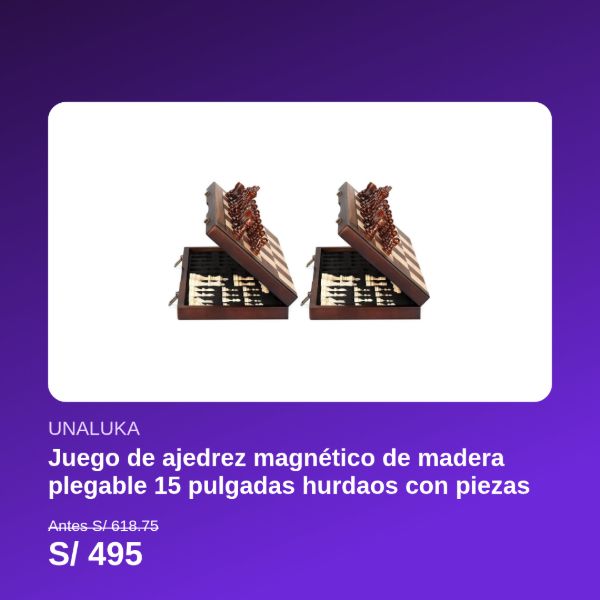 UNALUKA
Juego de ajedrez magnético de madera
plegable 15 pulgadas hurdaos con piezas
Antes S/ 618.75
S/ 495